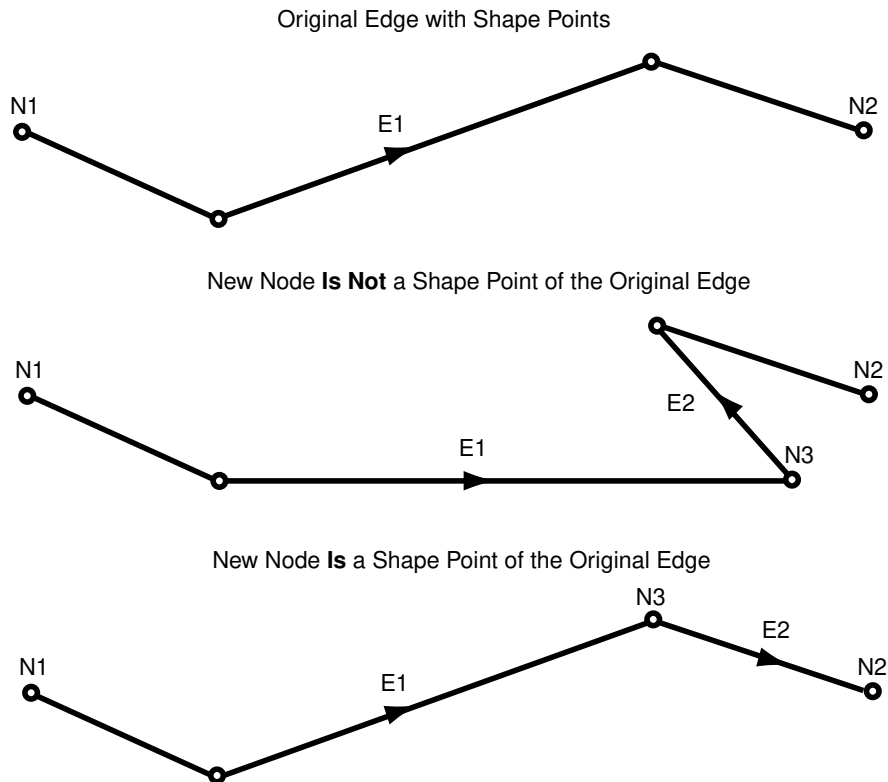 Original Edge with Shape Points
N1
E1
N2
New Node Is Not a Shape Point of the Original Edge
N1
N2
E2
E1
N3
New Node Is a Shape Point of the Original Edge
N3
E2
N1
N2
E1